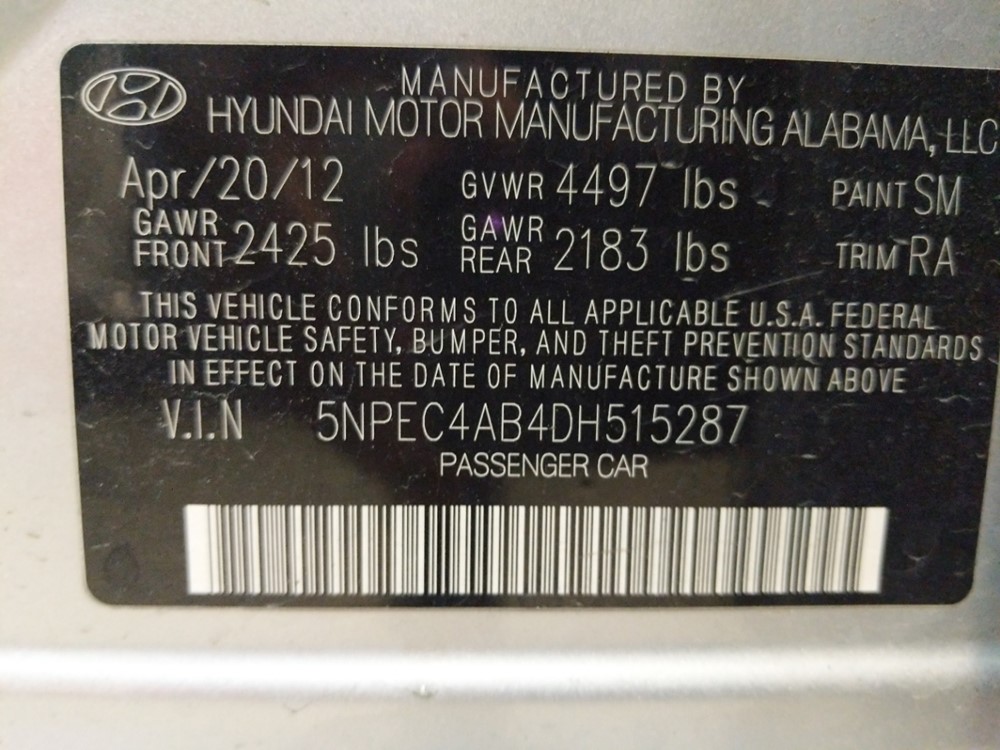 MANUFACTURED BY
HYUNDAI MOTOR MANUFACTURING ALABAMA, LLC
Apr/20/12 GVWR 4497 lbs PAINT SM
GAWR FRONT 2425 lbs GAWR REAR 2183 lbs TRIM RA
THIS VEHICLE CONFORMS TO ALL APPLICABLE U.S.A. FEDERAL
MOTOR VEHICLE SAFETY, BUMPER, AND THEFT PREVENTION STANDARDS
IN EFFECT ON THE DATE OF MANUFACTURE SHOWN ABOVE
V.I.N 5NPEC4AB4DH515287
PASSENGER CAR